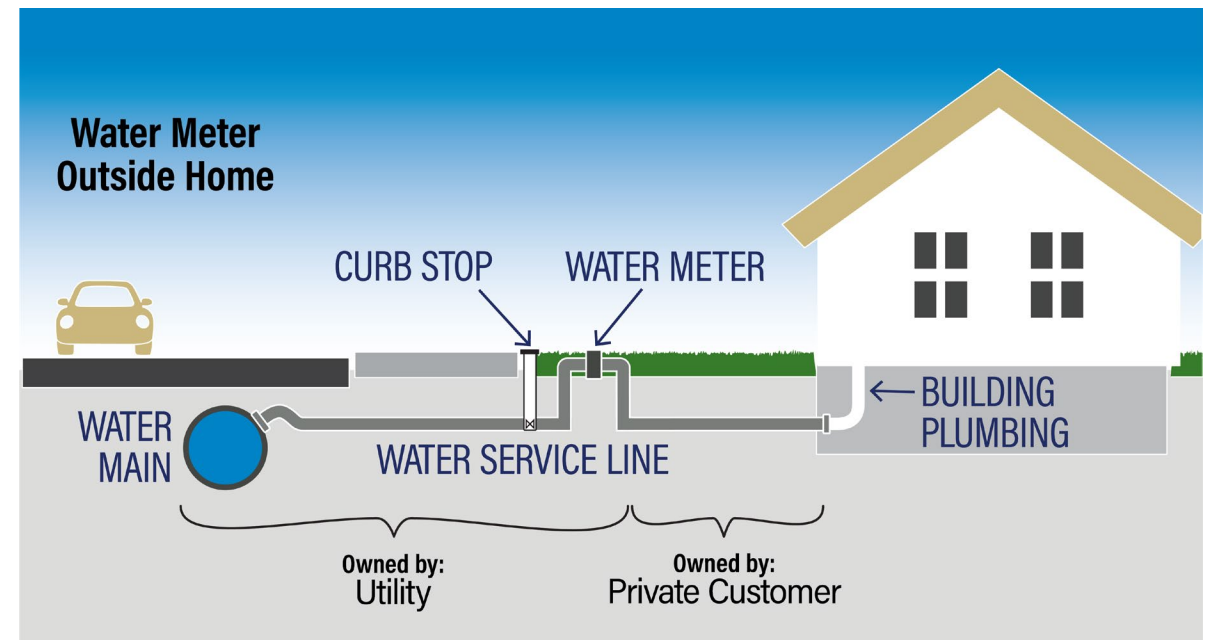 Water Meter
Outside Home
CURB STOP
WATER METER
WATER
MAIN
WATER SERVICE LINE
BUILDING
PLUMBING
Owned by:
Utility
Owned by:
Private Customer